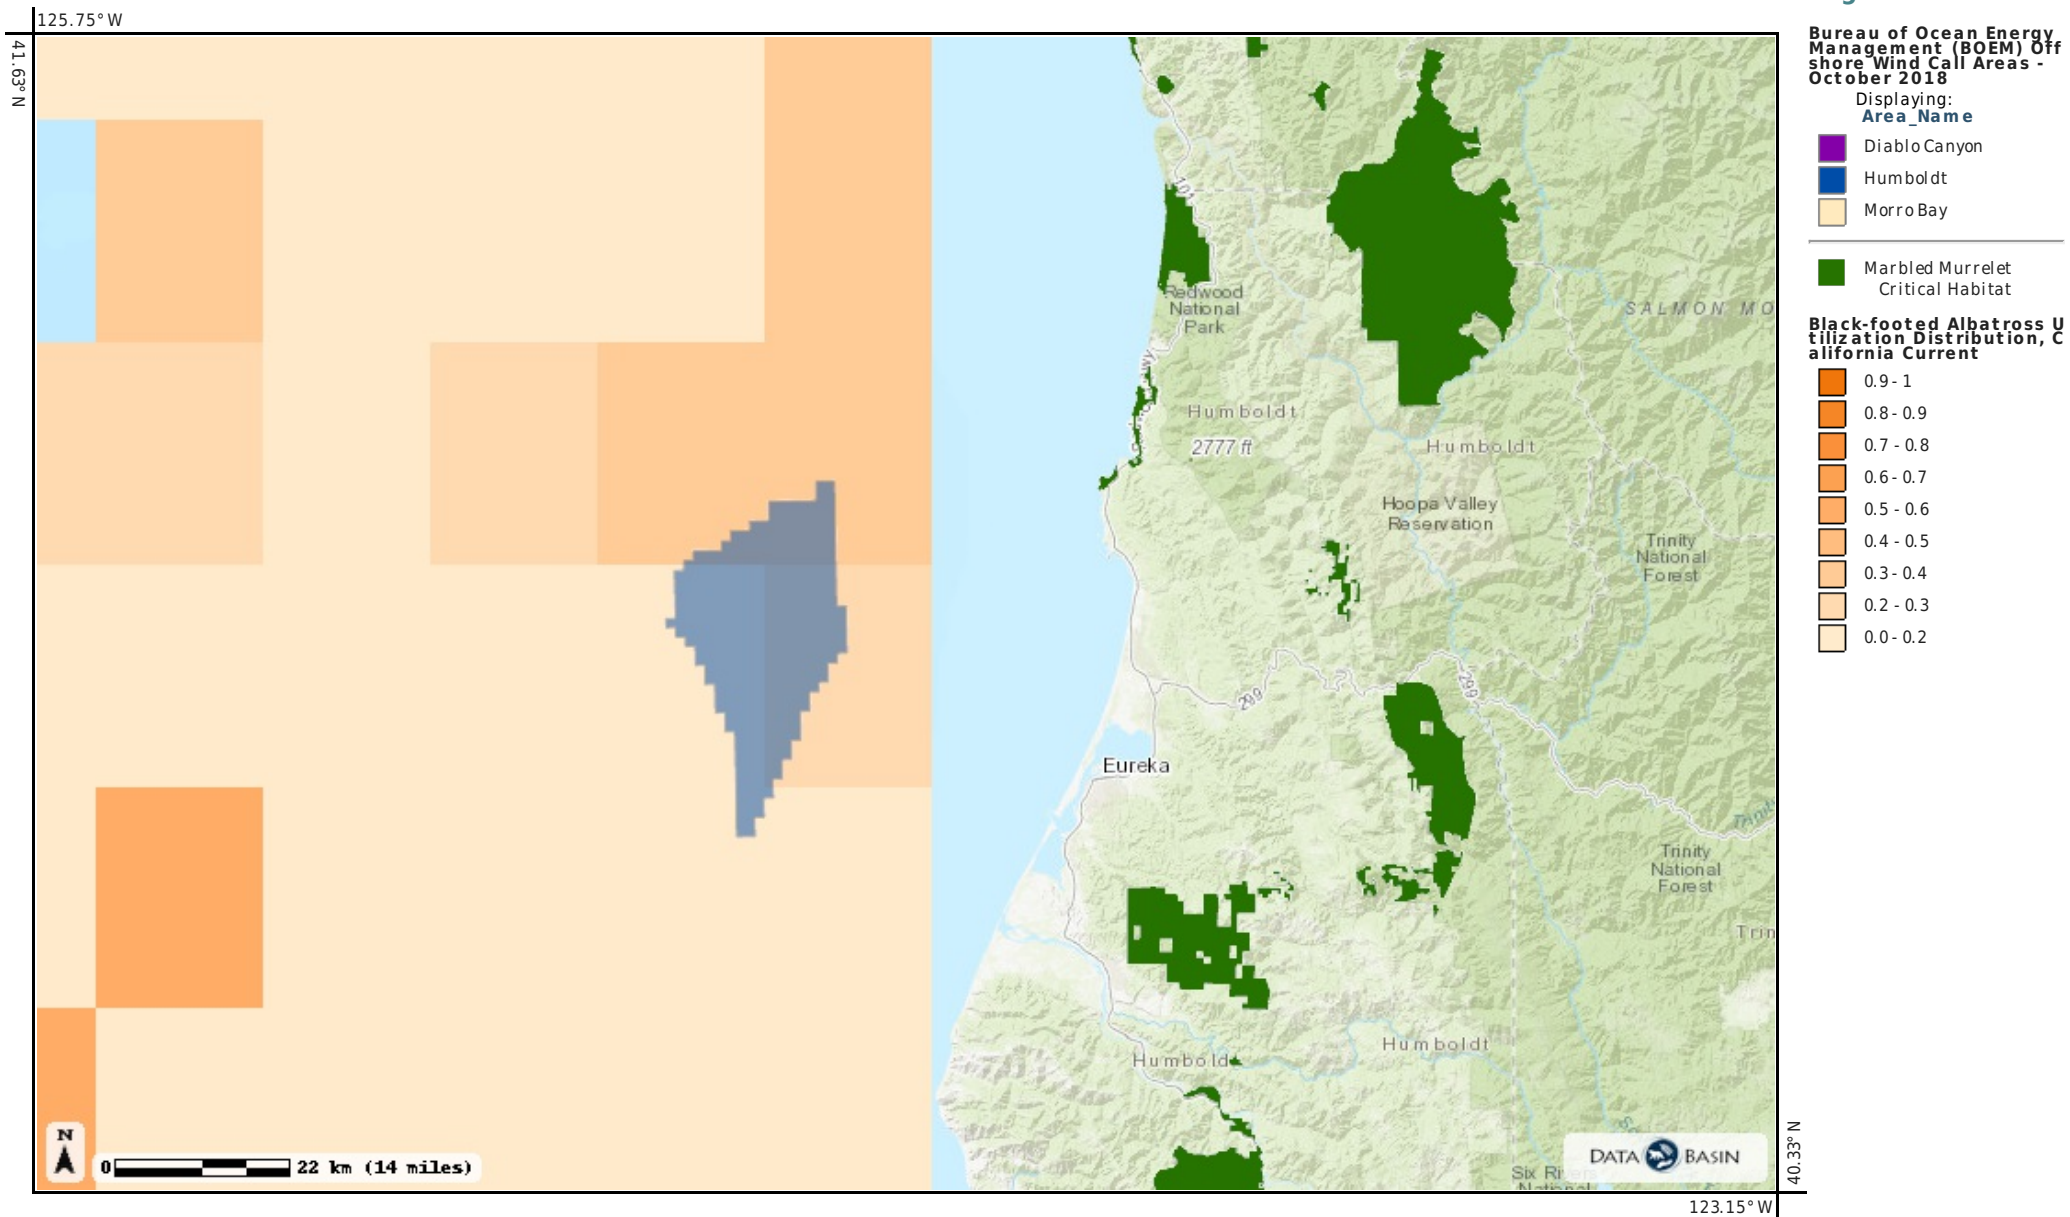 125.75° W
41.63° N
Bureau of Ocean Energy
Management (BOEM) Off
shore Wind Call Areas -
October 2018
Displaying:
Area_Name
Diablo Canyon
Humboldt
Morro Bay
Marbled Murrelet
Critical Habitat
Black-footed Albatross U
tilization Distribution, C
alifornia Current
0.9 - 1
0.8 - 0.9
0.7 - 0.8
0.6 - 0.7
0.5 - 0.6
0.4 - 0.5
0.3 - 0.4
0.2 - 0.3
0.0 - 0.2
101
Redwood
National
Park
SALMON MO
Humboldt
2777 ft
Humboldt
Hoopa Valley
Reservation
Trinity
National
Forest
299
299
Eureka
Trinity
National
Forest
Trin
Humboldt
Humbold
N
0
22 km (14 miles)
DATA BASIN
40.33° N
123.15° W